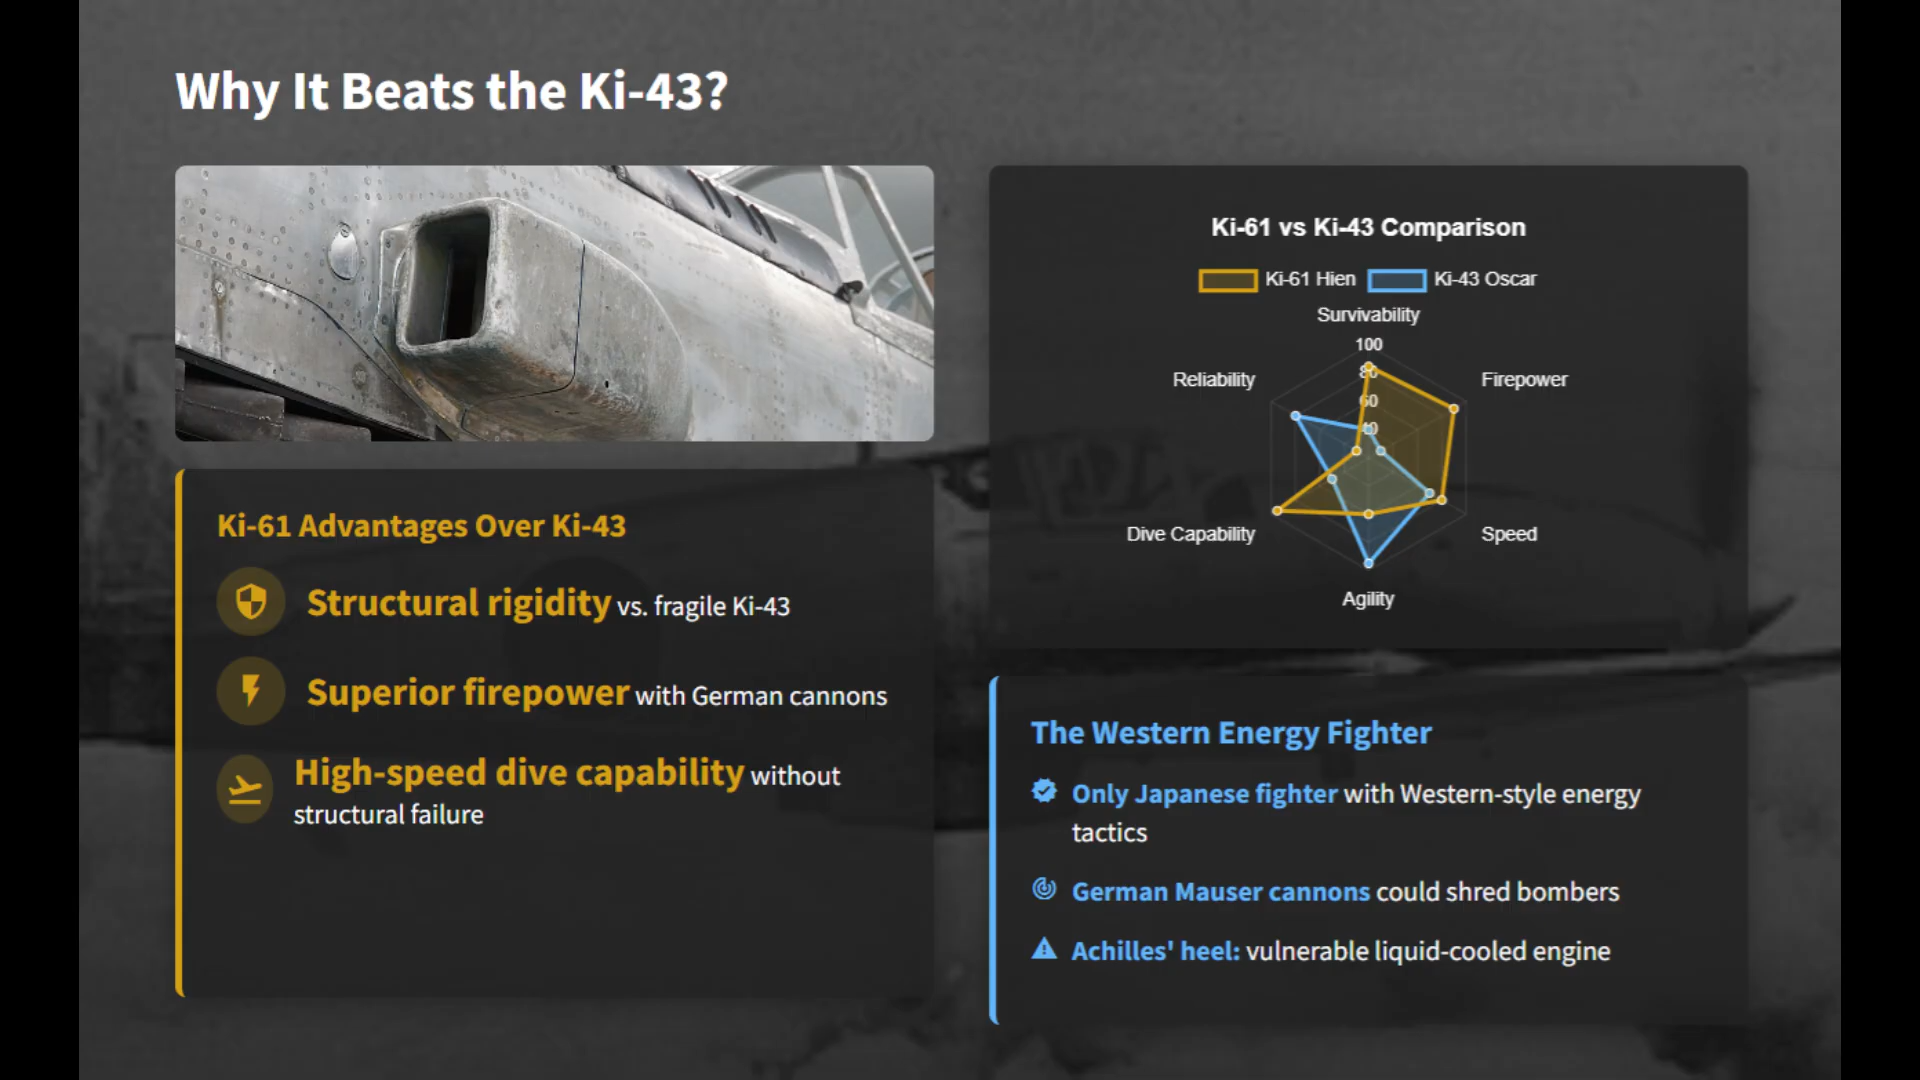 Why It Beats the Ki-43?
Ki-61 Advantages Over Ki-43
Structural rigidity vs. fragile Ki-43
Superior firepower with German cannons
High-speed dive capability without
structural failure
Ki-61 vs Ki-43 Comparison
Ki-61 Hien
Ki-43 Oscar
Survivability
100
80
60
40
Reliability
Firepower
Dive Capability
Speed
Agility
The Western Energy Fighter
Only Japanese fighter with Western-style energy
tactics
German Mauser cannons could shred bombers
Achilles' heel: vulnerable liquid-cooled engine